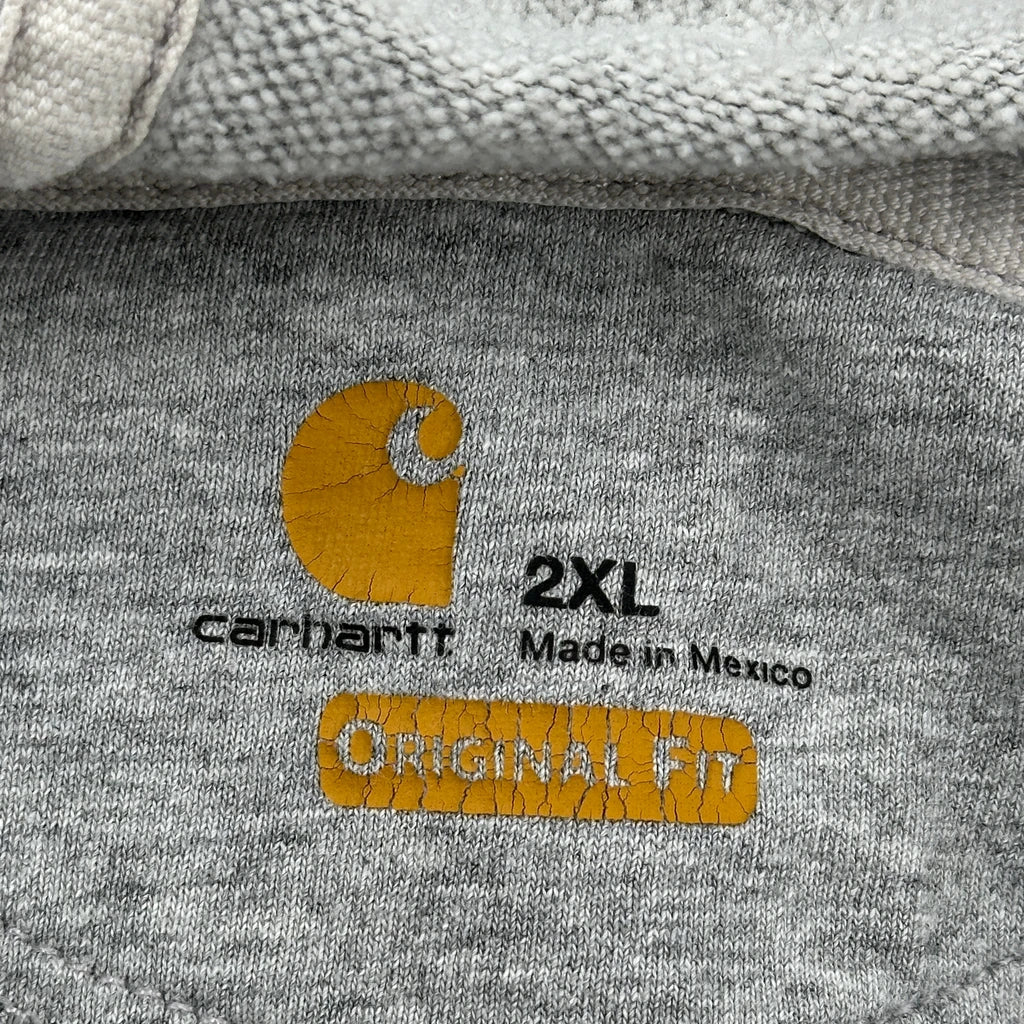 carhartt
2XL
Made in Mexico
ORIGINAL FIT